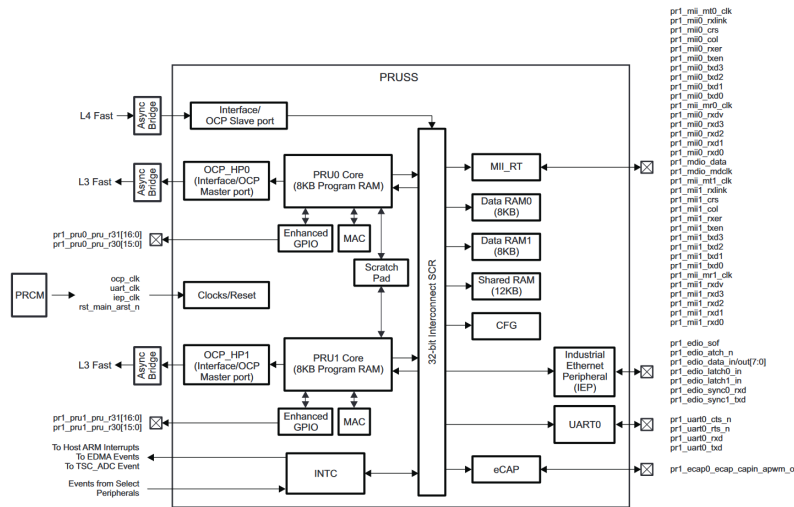 PRUSS
L4 Fast
Async
Bridge
Interface/
OCP Slave port
L3 Fast
Async
Bridge
OCP_HP0
(Interface/OCP
Master port)
PRU0 Core
(8KB Program RAM)
Enhanced
GPIO
MAC
pr1_pru0_pru_r31[16:0]
pr1_pru0_pru_r30[15:0]
Scratch
Pad
PRCM
ocp_clk
uart_clk
iep_clk
rst_main_arst_n
Clocks/Reset
L3 Fast
Async
Bridge
OCP_HP1
(Interface/OCP
Master port)
PRU1 Core
(8KB Program RAM)
Enhanced
GPIO
MAC
pr1_pru1_pru_r31[16:0]
pr1_pru1_pru_r30[15:0]
To Host ARM Interrupts
To EDMA Events
To TSC_ADC Event
Events from Select
Peripherals
INTC
32-bit Interconnect SCR
MII_RT
Data RAM0
(8KB)
Data RAM1
(8KB)
Shared RAM
(12KB)
CFG
Industrial
Ethernet
Peripheral
(IEP)
UART0
eCAP
pr1_mii_mt0_clk
pr1_mii0_rxlink
pr1_mii0_crs
pr1_mii0_col
pr1_mii0_rxer
pr1_mii0_txen
pr1_mii0_txd3
pr1_mii0_txd2
pr1_mii0_txd1
pr1_mii0_txd0
pr1_mii_mr0_clk
pr1_mii0_rxdv
pr1_mii0_rxd3
pr1_mii0_rxd2
pr1_mii0_rxd1
pr1_mii0_rxd0
pr1_mdio_data
pr1_mdio_mdclk
pr1_mii_mt1_clk
pr1_mii1_rxlink
pr1_mii1_crs
pr1_mii1_col
pr1_mii1_rxer
pr1_mii1_txen
pr1_mii1_txd3
pr1_mii1_txd2
pr1_mii1_txd1
pr1_mii1_txd0
pr1_mii_mr1_clk
pr1_mii1_rxdv
pr1_mii1_rxd3
pr1_mii1_rxd2
pr1_mii1_rxd1
pr1_mii1_rxd0
pr1_edio_sof
pr1_edio_atch_n
pr1_edio_data_in/out[7:0]
pr1_edio_latch0_in
pr1_edio_latch1_in
pr1_edio_sync0_rxd
pr1_edio_sync1_txd
pr1_uart0_cts_n
pr1_uart0_rts_n
pr1_uart0_rxd
pr1_uart0_txd
pr1_ecap0_ecap_capin_apwm_o